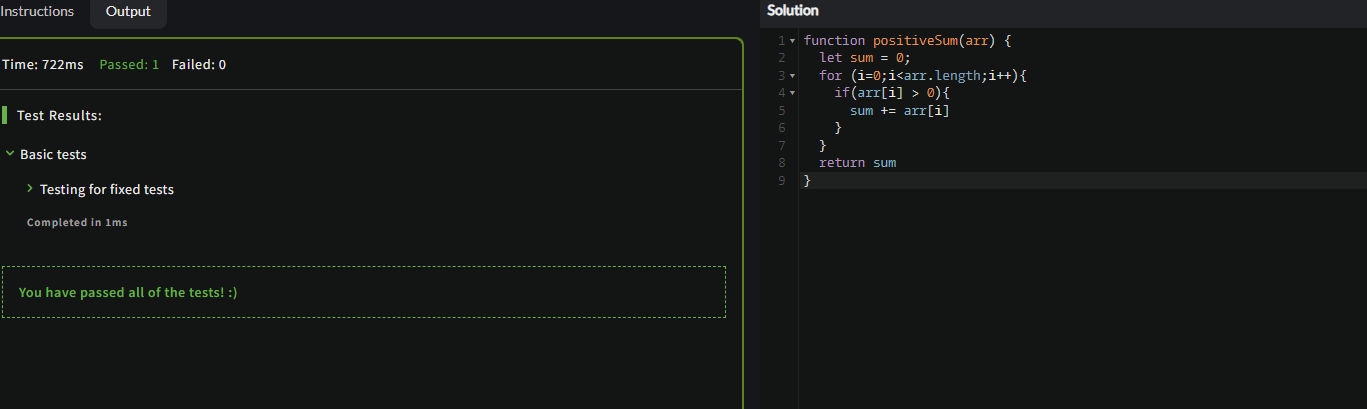 Instructions
Output
Time: 722ms Passed: 1 Failed: 0
Test Results:
Basic tests
Testing for fixed tests
Completed in 1ms
You have passed all of the tests! :)
Solution
1 function positiveSum(arr) {
2 let sum = 0;
3 for (i=0;i<arr.length;i++){
4 if(arr[i] > 0){
5 sum += arr[i]
6 }
7 }
8 return sum
9 }